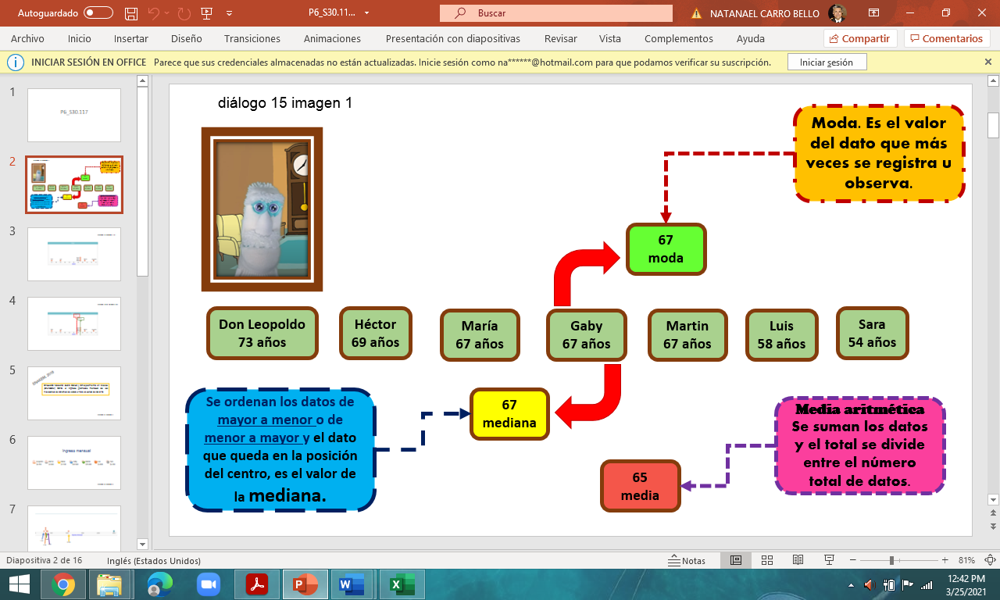 Autoguardado
P6_S30.11...
Buscar
NATANAEL CARRO BELLO
Archivo Inicio Insertar Diseño Transiciones Animaciones Presentación con diapositivas Revisar Vista Complementos Ayuda Compartir Comentarios
INICIAR SESIÓN EN OFFICE Parece que sus credenciales almacenadas no están actualizadas. Inicie sesión como na******@hotmail.com para que podamos verificar su suscripción. Iniciar sesión
1
P6_S30.117
2
3
4
5
6
Ingreso mensual
7
diálogo 15 imagen 1
Moda. Es el valor
del dato que más
veces se registra u
observa.
67
moda
Don Leopoldo
73 años
Héctor
69 años
María
67 años
Gaby
67 años
Martin
67 años
Luis
58 años
Sara
54 años
Se ordenan los datos de
mayor a menor o de
menor a mayor y el dato
que queda en la posición
del centro, es el valor de
la mediana.
67
mediana
65
media
Media aritmética
Se suman los datos
y el total se divide
entre el número
total de datos.
Diapositiva 2 de 16 Inglés (Estados Unidos) Notas 81%
12:42 PM
3/25/2021